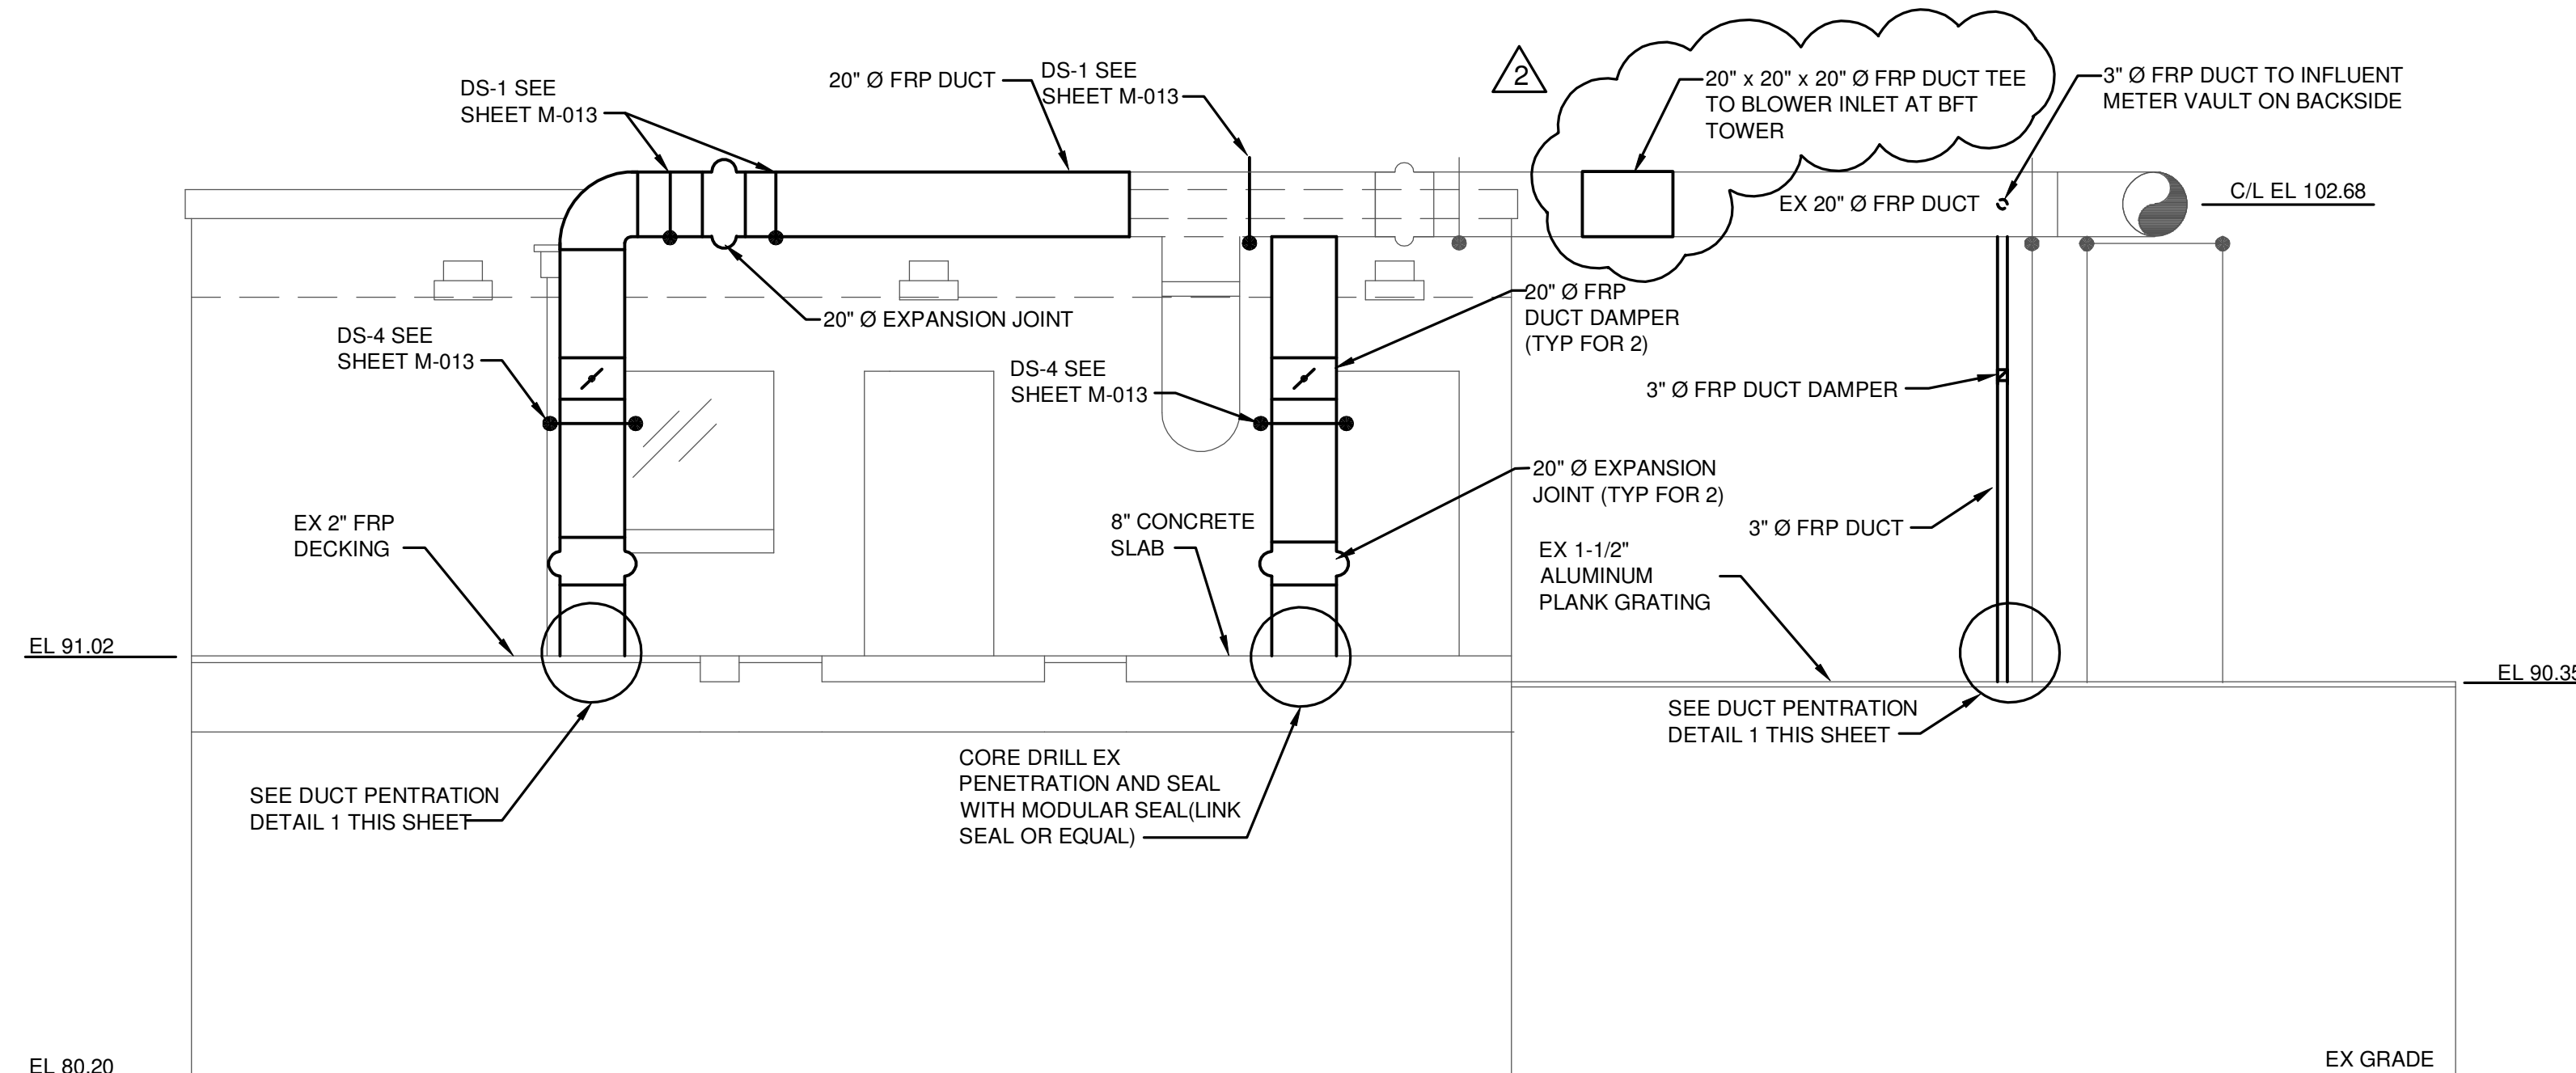 DS-1 SEE
SHEET M-013
20" Ø FRP DUCT
DS-1 SEE
SHEET M-013
2
20" x 20" x 20" Ø FRP DUCT TEE
TO BLOWER INLET AT BFT
TOWER
3" Ø FRP DUCT TO INFLUENT
METER VAULT ON BACKSIDE
EX 20" Ø FRP DUCT
C/L EL 102.68
20" Ø EXPANSION JOINT
DS-4 SEE
SHEET M-013
20" Ø FRP
DUCT DAMPER
(TYP FOR 2)
DS-4 SEE
SHEET M-013
3" Ø FRP DUCT DAMPER
20" Ø EXPANSION
JOINT (TYP FOR 2)
EX 2" FRP
DECKING
8" CONCRETE
SLAB
3" Ø FRP DUCT
EX 1-1/2"
ALUMINUM
PLANK GRATING
EL 91.02
EL 90.35
SEE DUCT PENTRATION
DETAIL 1 THIS SHEET
CORE DRILL EX
PENETRATION AND SEAL
WITH MODULAR SEAL(LINK
SEAL OR EQUAL)
SEE DUCT PENTRATION
DETAIL 1 THIS SHEET
EL 80.20
EX GRADE